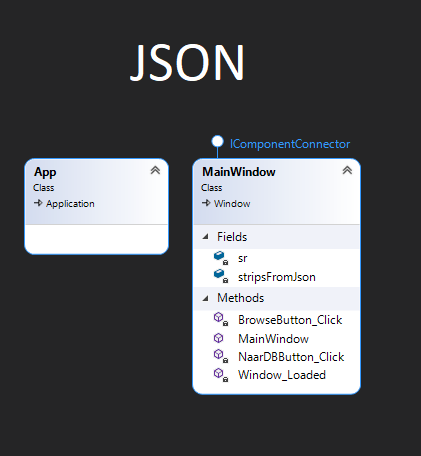 JSON
IComponentConnector
App
Class
Application
MainWindow
Class
Window
Fields
sr
stripsFromJson
Methods
BrowseButton_Click
MainWindow
NaarDBButton_Click
Window_Loaded